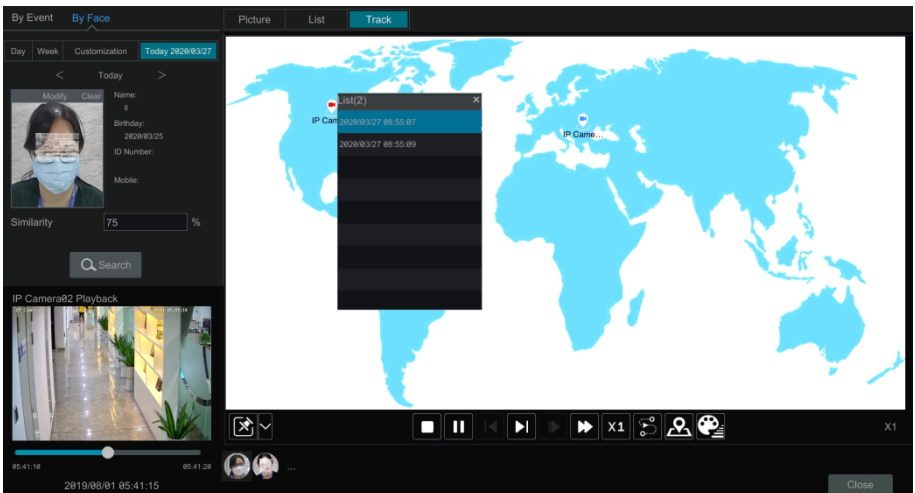 By Event By Face
Picture List Track
Day Week Customization Today 2020/03/27
< Today >
Modify Clear
Name:
ll
Birthday:
2020/03/25
ID Number:
Mobile:
Similarity 75 %
Search
List(2) ×
IP Cam
2020/03/27 08:55:07
2020/03/27 08:55:09
IP Came...
IP Camera02 Playback
05:41:10 05:41:20
2019/08/01 05:41:15
X1
X1
...
Close